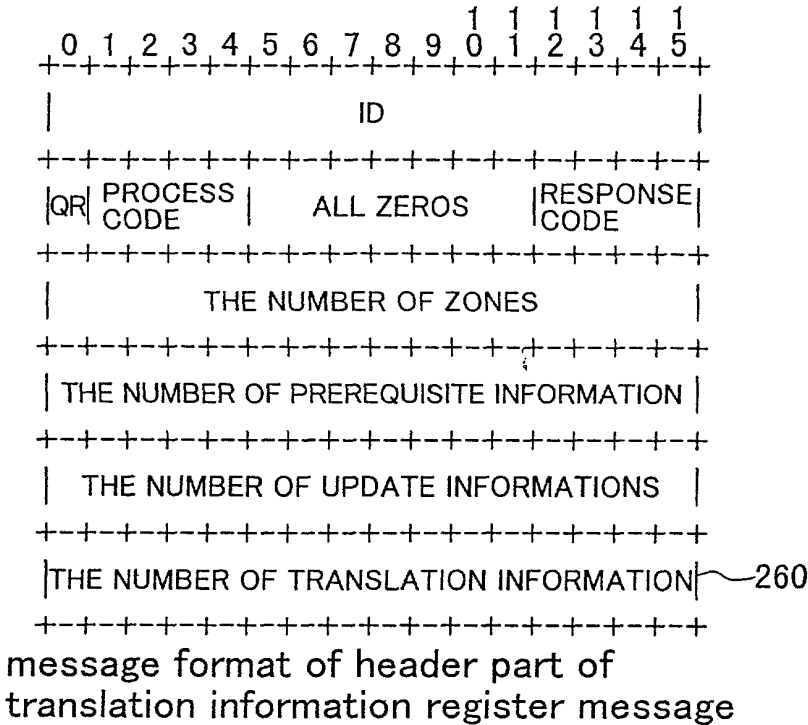 1 1 1 1 1 1
0 1 2 3 4 5 6 7 8 9 0 1 2 3 4 5
+-+-+-+-+-+-+-+-+-+-+-+-+-+-+-+-+
| ID |
+-+-+-+-+-+-+-+-+-+-+-+-+-+-+-+-+
|QR| PROCESS CODE | ALL ZEROS |RESPONSE CODE |
+-+-+-+-+-+-+-+-+-+-+-+-+-+-+-+-+
| THE NUMBER OF ZONES |
+-+-+-+-+-+-+-+-+-+-+-+-+-+-+-+-+
| THE NUMBER OF PREREQUISITE INFORMATION |
+-+-+-+-+-+-+-+-+-+-+-+-+-+-+-+-+
| THE NUMBER OF UPDATE INFORMATIONS |
+-+-+-+-+-+-+-+-+-+-+-+-+-+-+-+-+
|THE NUMBER OF TRANSLATION INFORMATION| 260
+-+-+-+-+-+-+-+-+-+-+-+-+-+-+-+-+
message format of header part of
translation information register message